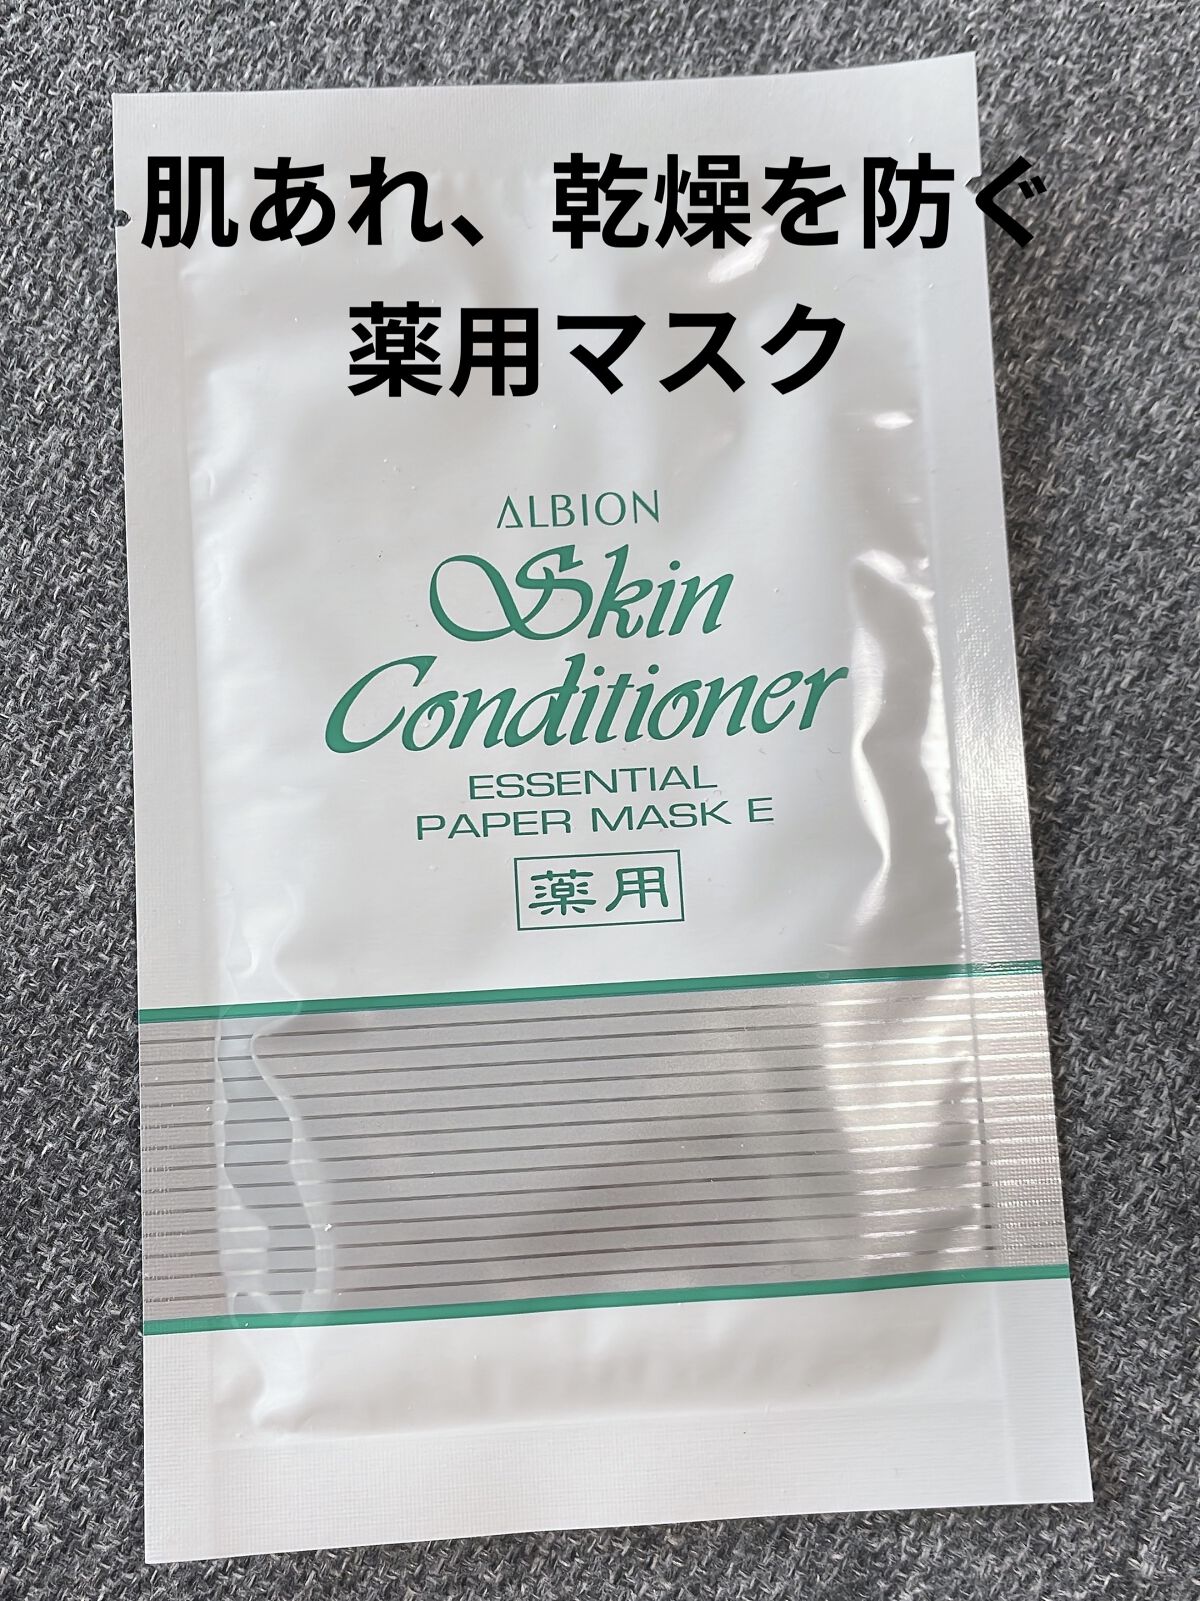 肌あれ、乾燥を防ぐ
薬用マスク
ALBION
Skin
Conditioner
ESSENTIAL
PAPER MASK E
薬用